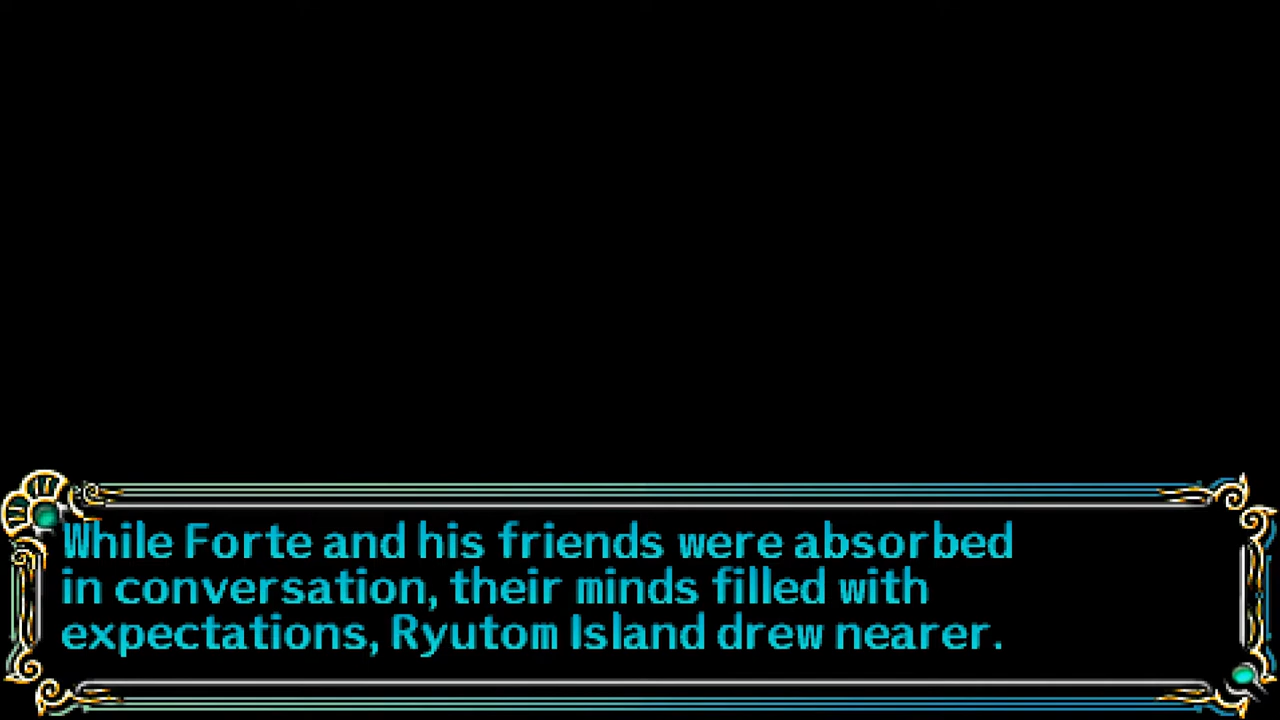 While Forte and his friends were absorbed
in conversation, their minds filled with
expectations, Ryutom Island drew nearer.